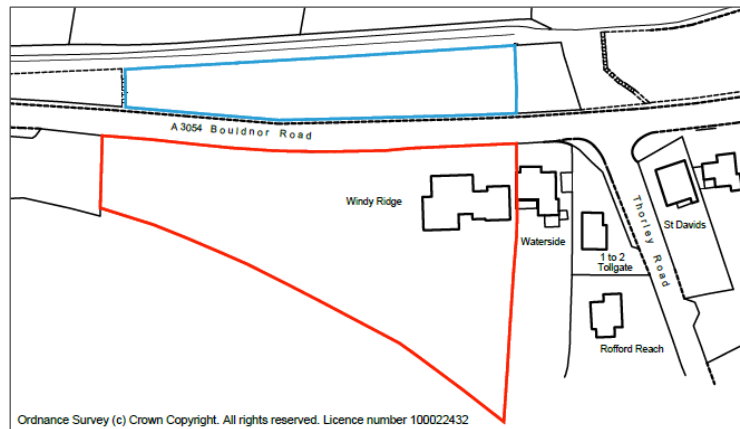 A 3054 Bouldnor Road
Windy Ridge
Waterside
1 to 2
Tollgate
Thorley Road
St Davids
Rofford Reach
Ordnance Survey (c) Crown Copyright. All rights reserved. Licence number 100022432